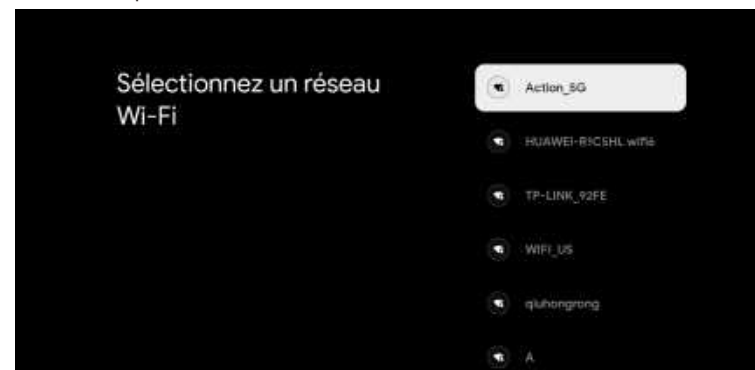 Sélectionnez un réseau
Wi-Fi
Action_5G
TP-LINK_92FE
WIFI_US
qiuhongrong
A